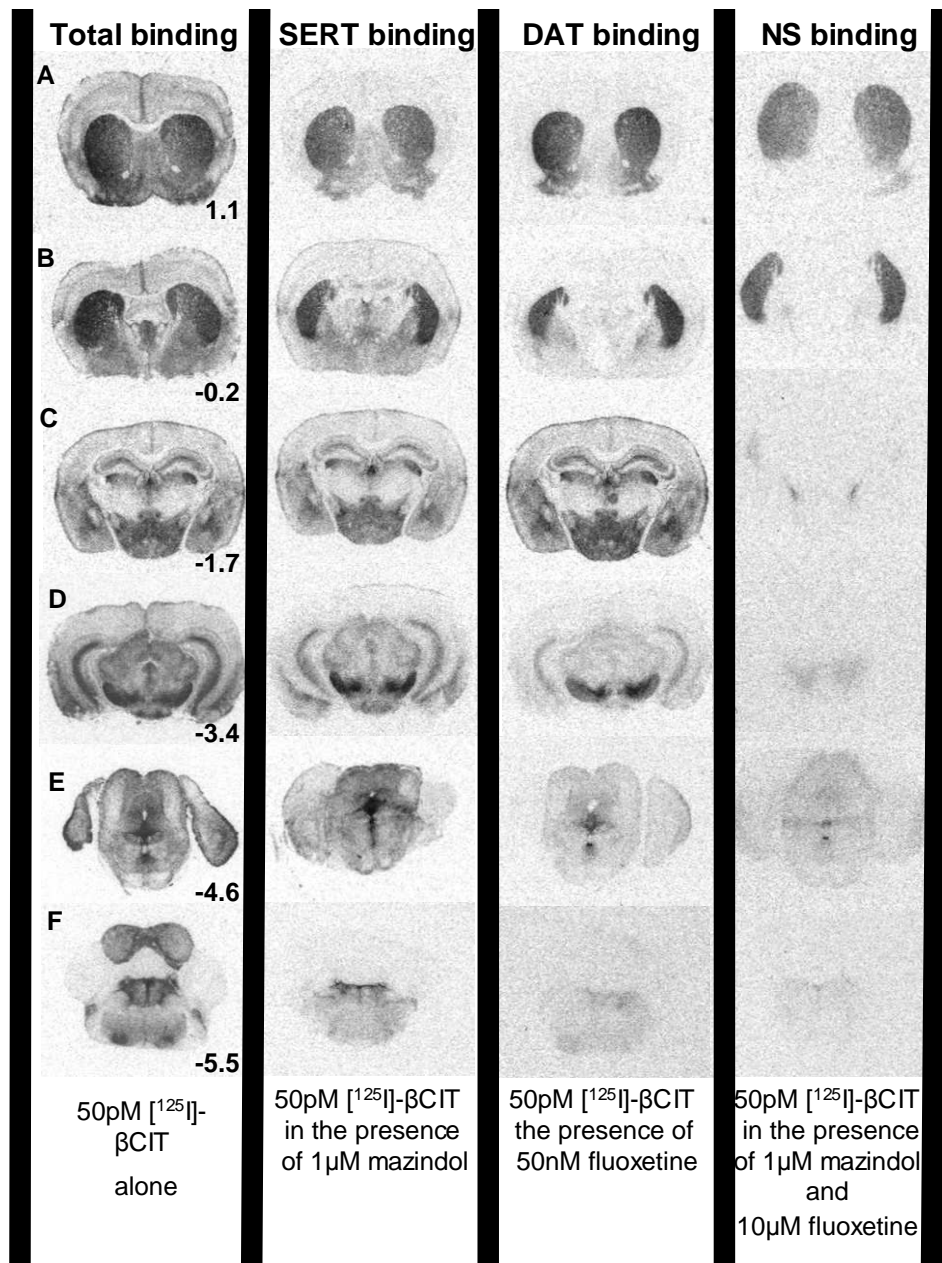 Total binding
SERT binding
DAT binding
NS binding
A
1.1
B
-0.2
C
-1.7
D
-3.4
E
-4.6
F
-5.5
50pM [¹²⁵I]-
βCIT
alone
50pM [¹²⁵I]-βCIT
in the presence
of 1µM mazindol
50pM [¹²⁵I]-βCIT
the presence of
50nM fluoxetine
50pM [¹²⁵I]-βCIT
in the presence
of 1µM mazindol
and
10µM fluoxetine